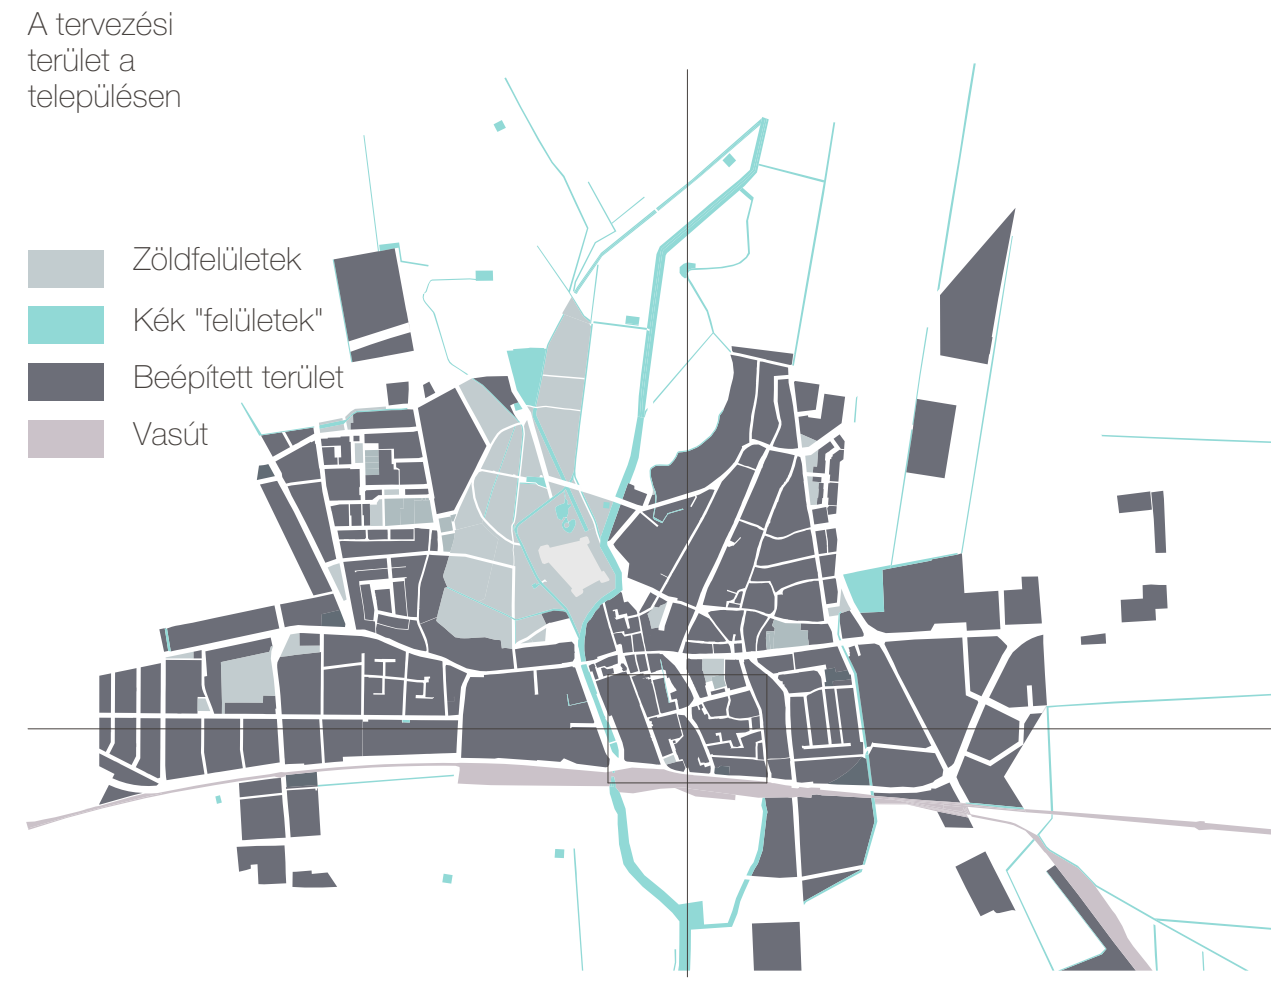 A tervezési
terület a
településen
Zöldfelületek
Kék "felületek"
Beépített terület
Vasút